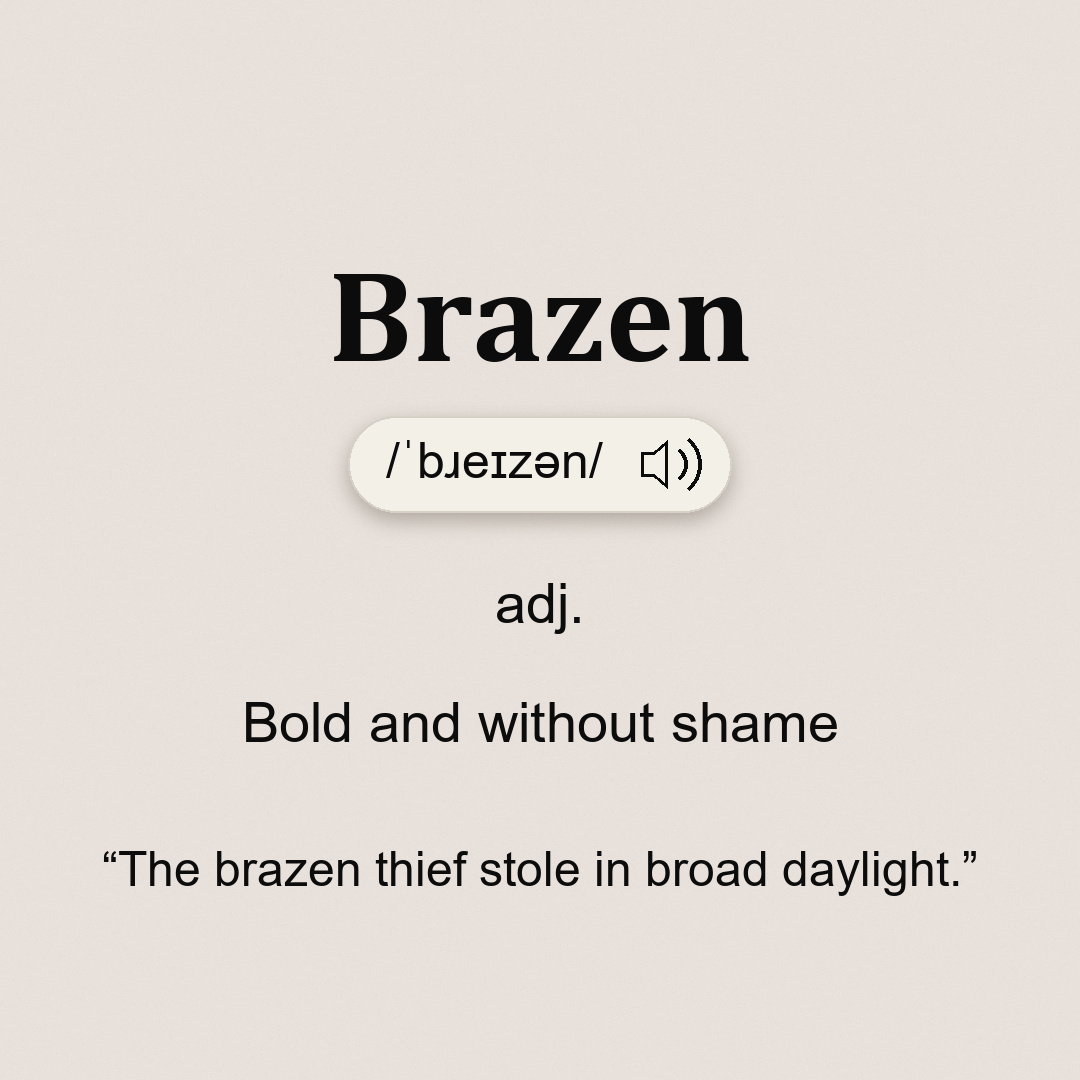 Brazen
/ˈbɹeɪzən/
adj.
Bold and without shame
“The brazen thief stole in broad daylight.”